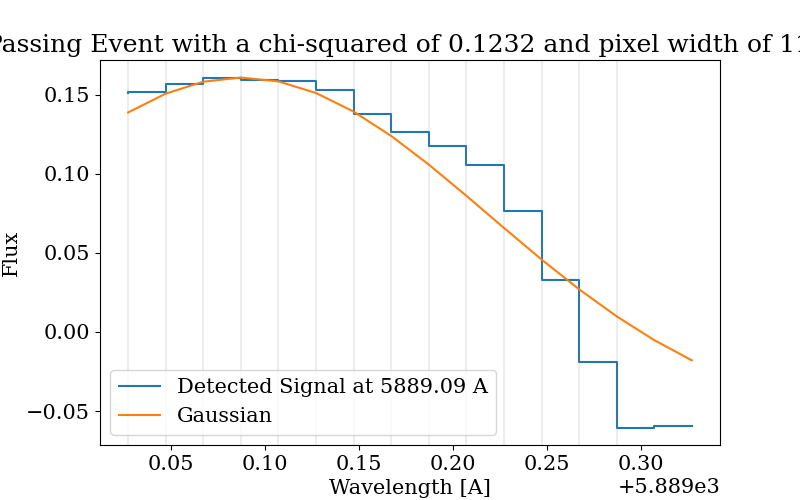 Passing Event with a chi-squared of 0.1232 and pixel width of
Flux
0.15
0.10
0.05
0.00
−0.05
Detected Signal at 5889.09 A
Gaussian
0.05 0.10 0.15 0.20 0.25 0.30
+5.889e3
Wavelength [A]